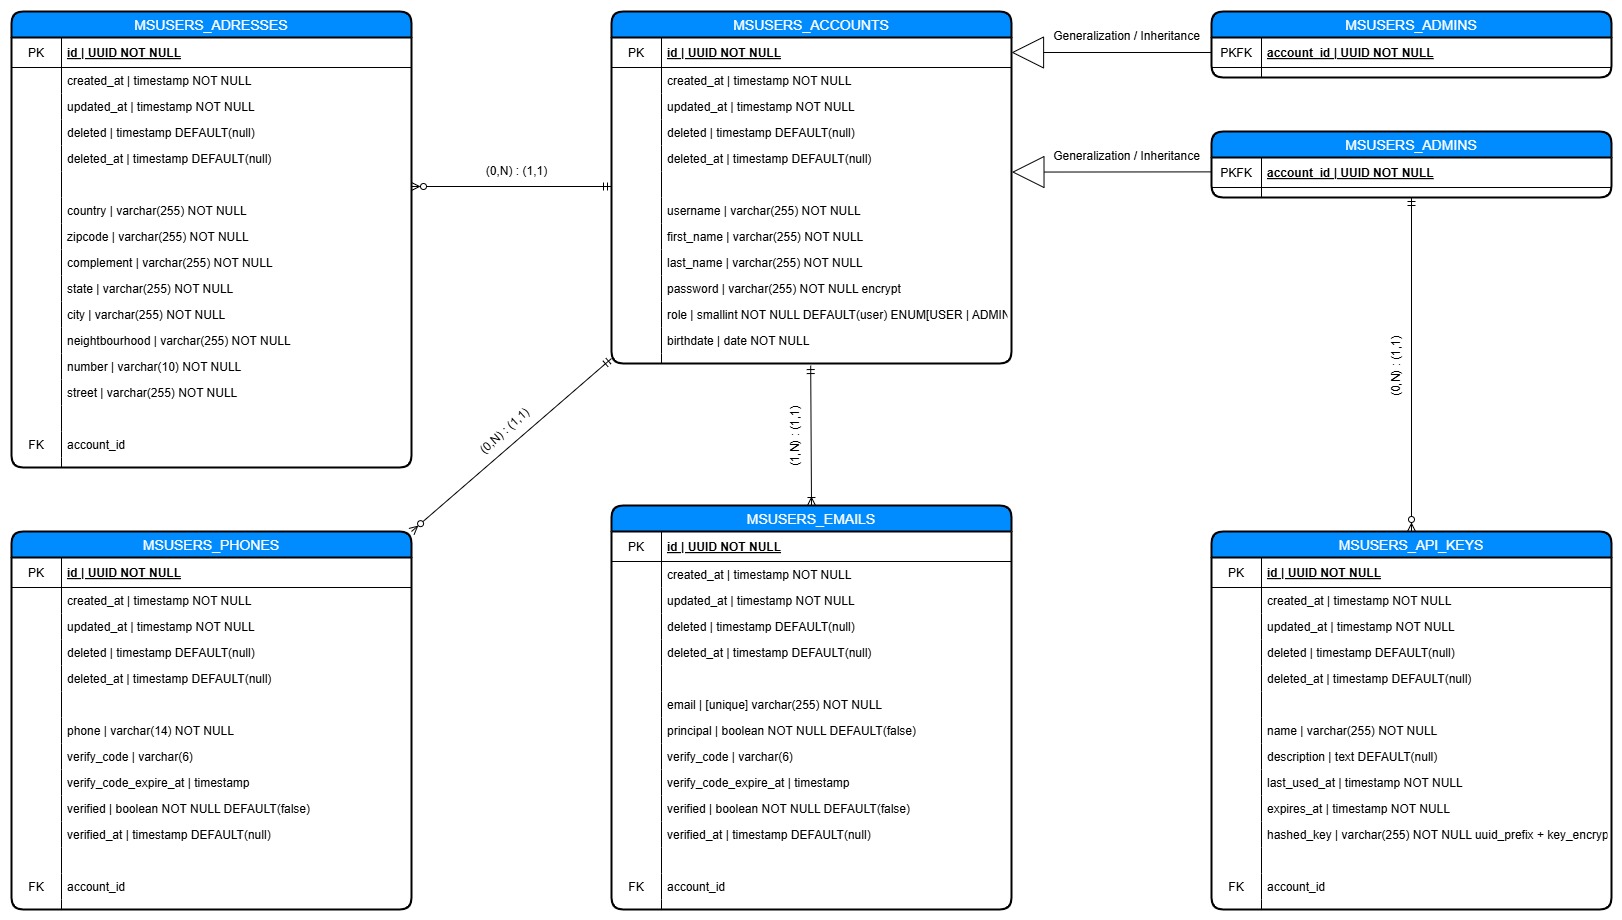 MSUSERS_ADRESSES
PK id | UUID NOT NULL
created_at | timestamp NOT NULL
updated_at | timestamp NOT NULL
deleted | timestamp DEFAULT(null)
deleted_at | timestamp DEFAULT(null)
country | varchar(255) NOT NULL
zipcode | varchar(255) NOT NULL
complement | varchar(255) NOT NULL
state | varchar(255) NOT NULL
city | varchar(255) NOT NULL
neightbourhood | varchar(255) NOT NULL
number | varchar(10) NOT NULL
street | varchar(255) NOT NULL
FK account_id
(0,N) : (1,1)
MSUSERS_ACCOUNTS
PK id | UUID NOT NULL
created_at | timestamp NOT NULL
updated_at | timestamp NOT NULL
deleted | timestamp DEFAULT(null)
deleted_at | timestamp DEFAULT(null)
username | varchar(255) NOT NULL
first_name | varchar(255) NOT NULL
last_name | varchar(255) NOT NULL
password | varchar(255) NOT NULL encrypt
role | smallint NOT NULL DEFAULT(user) ENUM[USER | ADMIN
birthdate | date NOT NULL
Generalization / Inheritance
MSUSERS_ADMINS
PKFK account_id | UUID NOT NULL
Generalization / Inheritance
MSUSERS_ADMINS
PKFK account_id | UUID NOT NULL
(0,N) : (1,1)
(0,N) : (1,1)
(1,N) : (1,1)
MSUSERS_PHONES
PK id | UUID NOT NULL
created_at | timestamp NOT NULL
updated_at | timestamp NOT NULL
deleted | timestamp DEFAULT(null)
deleted_at | timestamp DEFAULT(null)
phone | varchar(14) NOT NULL
verify_code | varchar(6)
verify_code_expire_at | timestamp
verified | boolean NOT NULL DEFAULT(false)
verified_at | timestamp DEFAULT(null)
FK account_id
MSUSERS_EMAILS
PK id | UUID NOT NULL
created_at | timestamp NOT NULL
updated_at | timestamp NOT NULL
deleted | timestamp DEFAULT(null)
deleted_at | timestamp DEFAULT(null)
email | [unique] varchar(255) NOT NULL
principal | boolean NOT NULL DEFAULT(false)
verify_code | varchar(6)
verify_code_expire_at | timestamp
verified | boolean NOT NULL DEFAULT(false)
verified_at | timestamp DEFAULT(null)
FK account_id
MSUSERS_API_KEYS
PK id | UUID NOT NULL
created_at | timestamp NOT NULL
updated_at | timestamp NOT NULL
deleted | timestamp DEFAULT(null)
deleted_at | timestamp DEFAULT(null)
name | varchar(255) NOT NULL
description | text DEFAULT(null)
last_used_at | timestamp NOT NULL
expires_at | timestamp NOT NULL
hashed_key | varchar(255) NOT NULL uuid_prefix + key_encryp
FK account_id